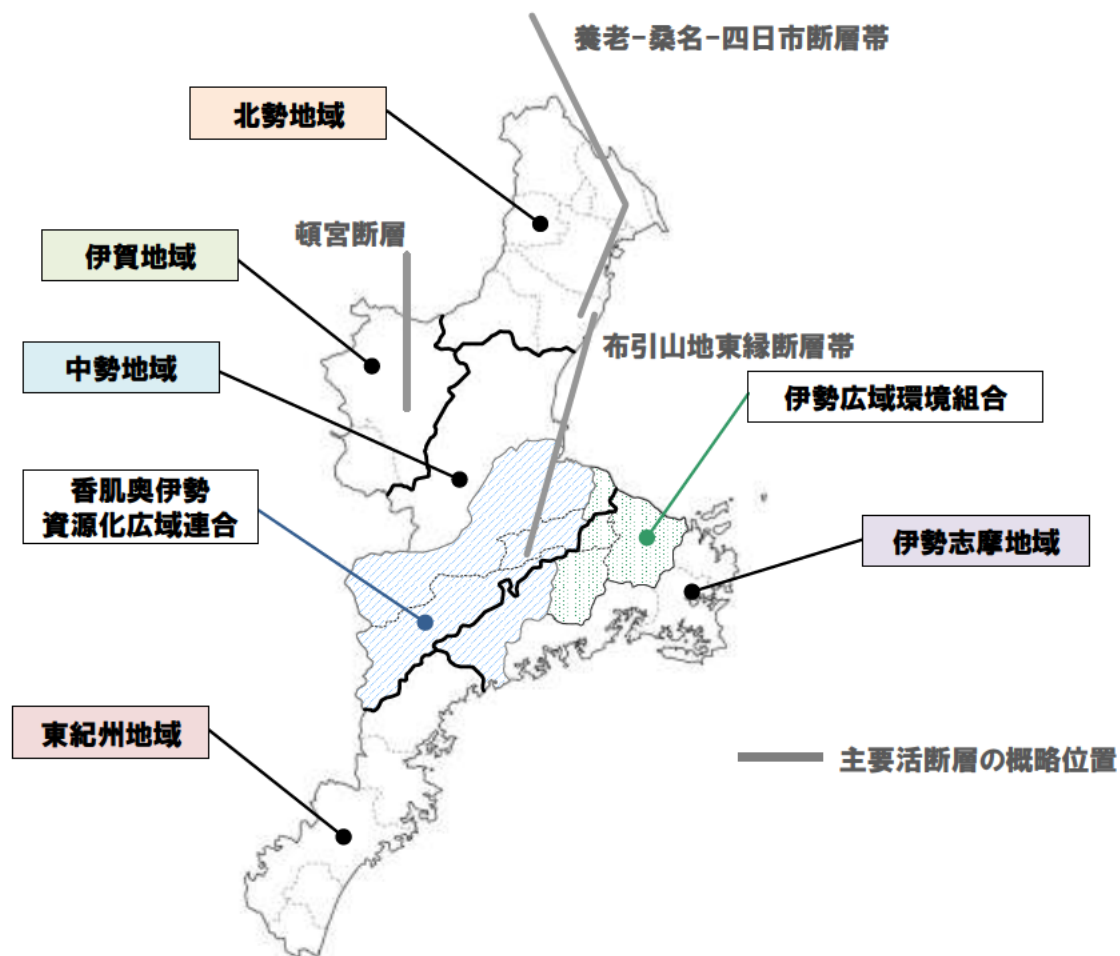 養老-桑名-四日市断層帯
北勢地域
頓宮断層
伊賀地域
布引山地東縁断層帯
中勢地域
伊勢広域環境組合
香肌奥伊勢
資源化広域連合
伊勢志摩地域
東紀州地域
主要活断層の概略位置